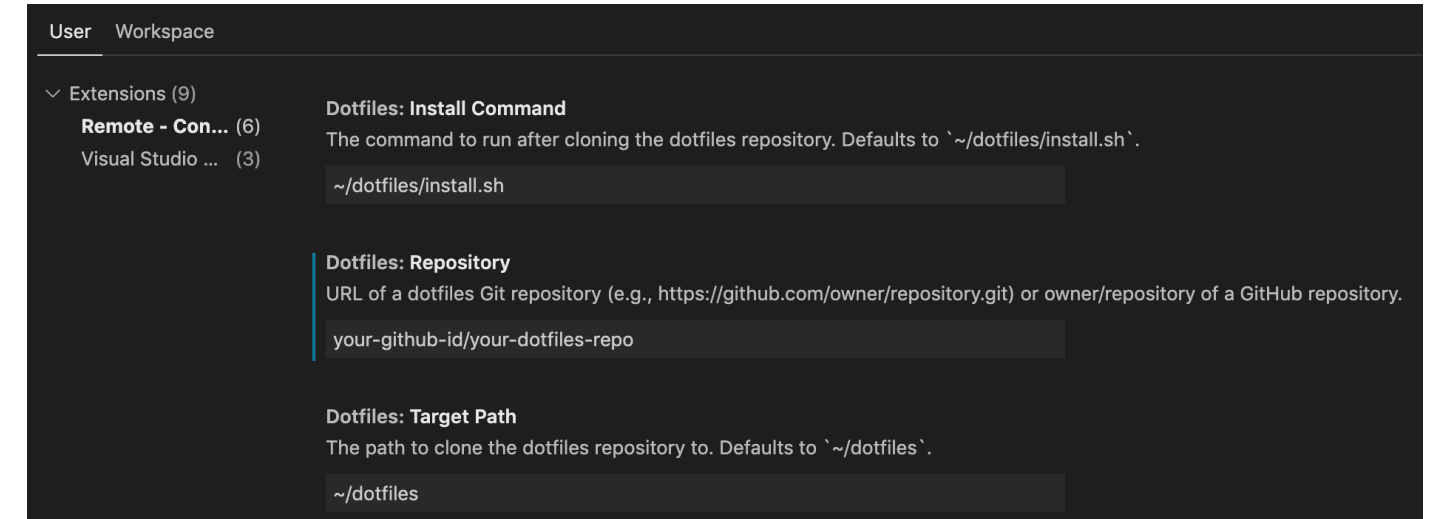 User Workspace
Extensions (9)
Remote - Con... (6)
Visual Studio ... (3)
Dotfiles: Install Command
The command to run after cloning the dotfiles repository. Defaults to `~/dotfiles/install.sh`.
~/dotfiles/install.sh
Dotfiles: Repository
URL of a dotfiles Git repository (e.g., https://github.com/owner/repository.git) or owner/repository of a GitHub repository.
your-github-id/your-dotfiles-repo
Dotfiles: Target Path
The path to clone the dotfiles repository to. Defaults to `~/dotfiles`.
~/dotfiles